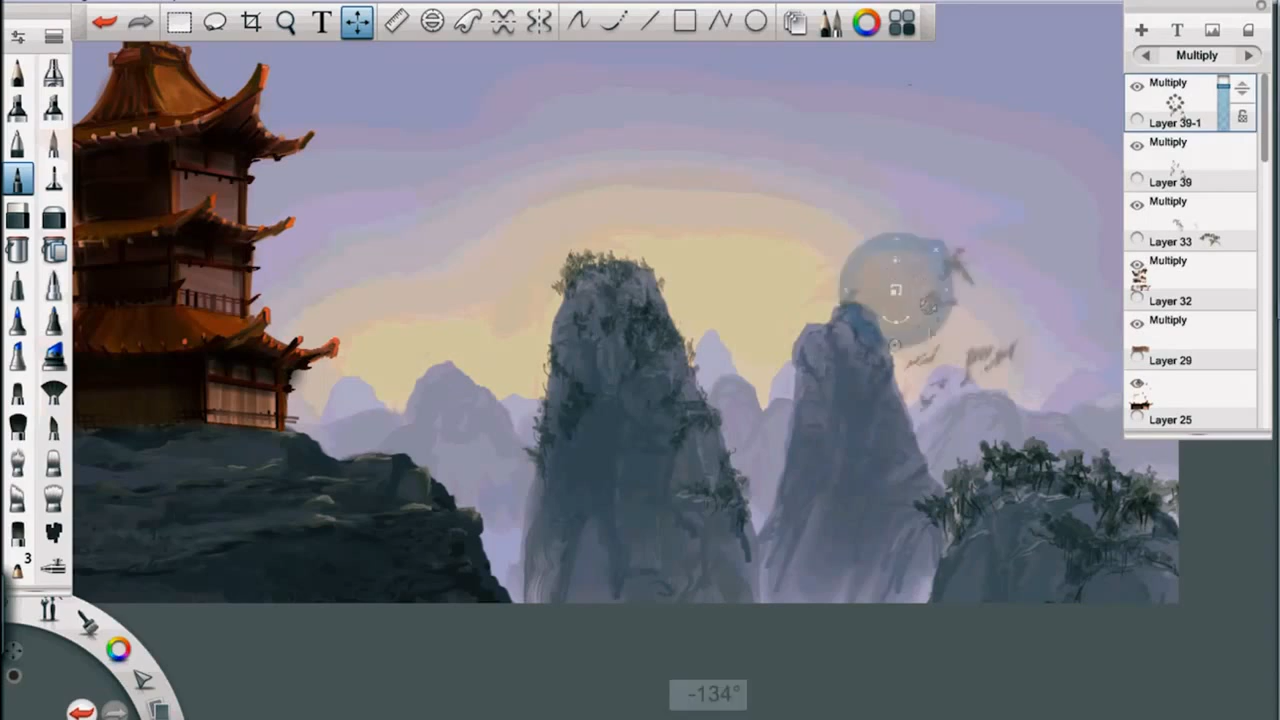 T
T
Multiply
Multiply
Layer 39-1
Multiply
Layer 39
Multiply
Layer 33
Multiply
Layer 32
Multiply
Layer 29
Layer 25
3
-134°